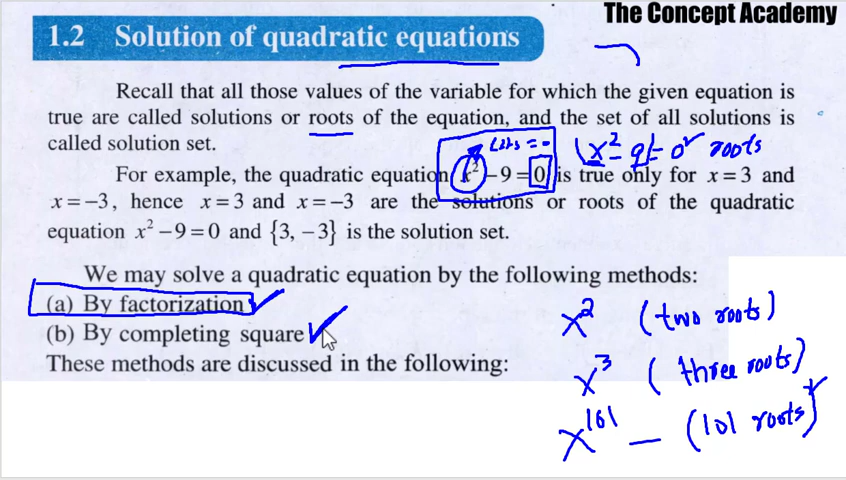 The Concept Academy
1.2 Solution of quadratic equations
Recall that all those values of the variable for which the given equation is
true are called solutions or roots of the equation, and the set of all solutions is
called solution set.
LHS = 0
x² - 9 = 0 roots
For example, the quadratic equation x² – 9 = 0 is true only for x = 3 and
x = –3, hence x = 3 and x = –3 are the solutions or roots of the quadratic
equation x² – 9 = 0 and {3, –3} is the solution set.
We may solve a quadratic equation by the following methods:
(a) By factorization
(b) By completing square
These methods are discussed in the following:
x² (two roots)
x³ (three roots)
x¹⁰¹ — (101 roots)